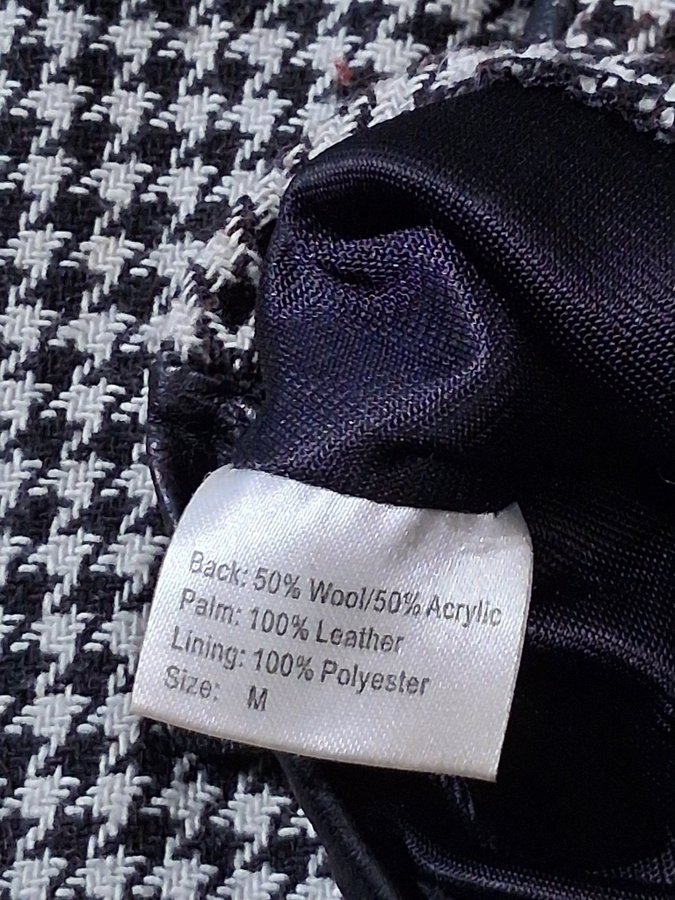 Back: 50% Wool/50% Acrylic
Palm: 100% Leather
Lining: 100% Polyester
Size: M